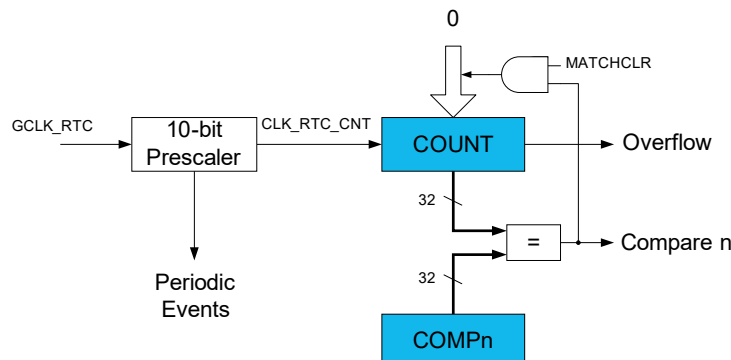 0
MATCHCLR
GCLK_RTC
10-bit
Prescaler
CLK_RTC_CNT
COUNT
Overflow
32
=
Compare n
32
Periodic
Events
COMPn